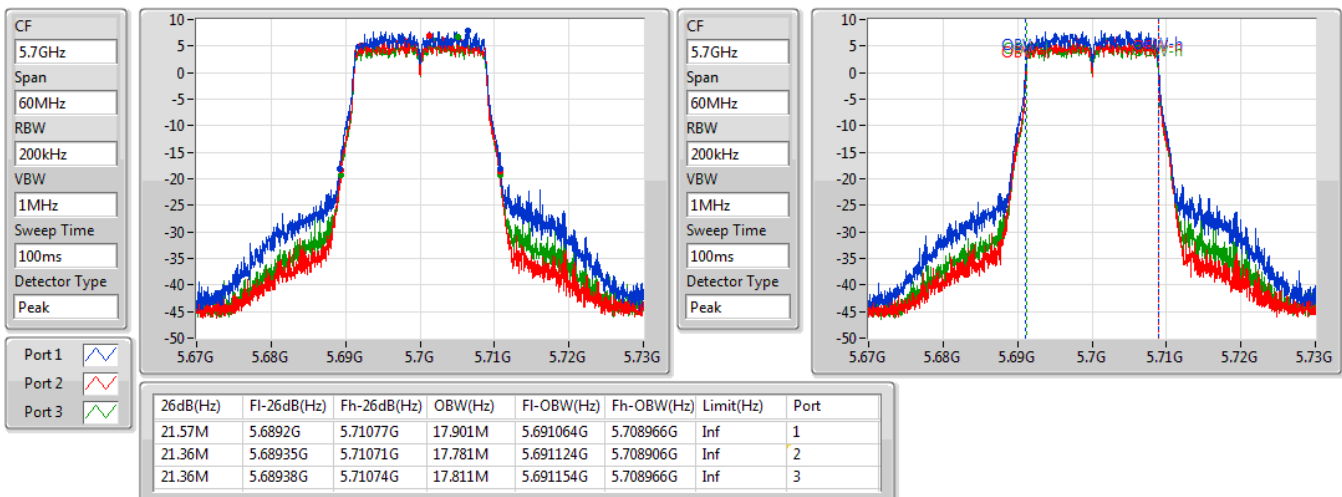 CF
5.7GHz
Span
60MHz
RBW
200kHz
VBW
1MHz
Sweep Time
100ms
Detector Type
Peak
10
5
0
-5
-10
-15
-20
-25
-30
-35
-40
-45
-50
5.67G 5.68G 5.69G 5.7G 5.71G 5.72G 5.73G
CF
5.7GHz
Span
60MHz
RBW
200kHz
VBW
1MHz
Sweep Time
100ms
Detector Type
Peak
10
5
0
-5
-10
-15
-20
-25
-30
-35
-40
-45
-50
5.67G 5.68G 5.69G 5.7G 5.71G 5.72G 5.73G
Port 1
Port 2
Port 3
26dB(Hz) Fl-26dB(Hz) Fh-26dB(Hz) OBW(Hz) Fl-OBW(Hz) Fh-OBW(Hz) Limit(Hz) Port
21.57M 5.6892G 5.71077G 17.901M 5.691064G 5.708966G Inf 1
21.36M 5.68935G 5.71071G 17.781M 5.691124G 5.708906G Inf 2
21.36M 5.68938G 5.71074G 17.811M 5.691154G 5.708966G Inf 3